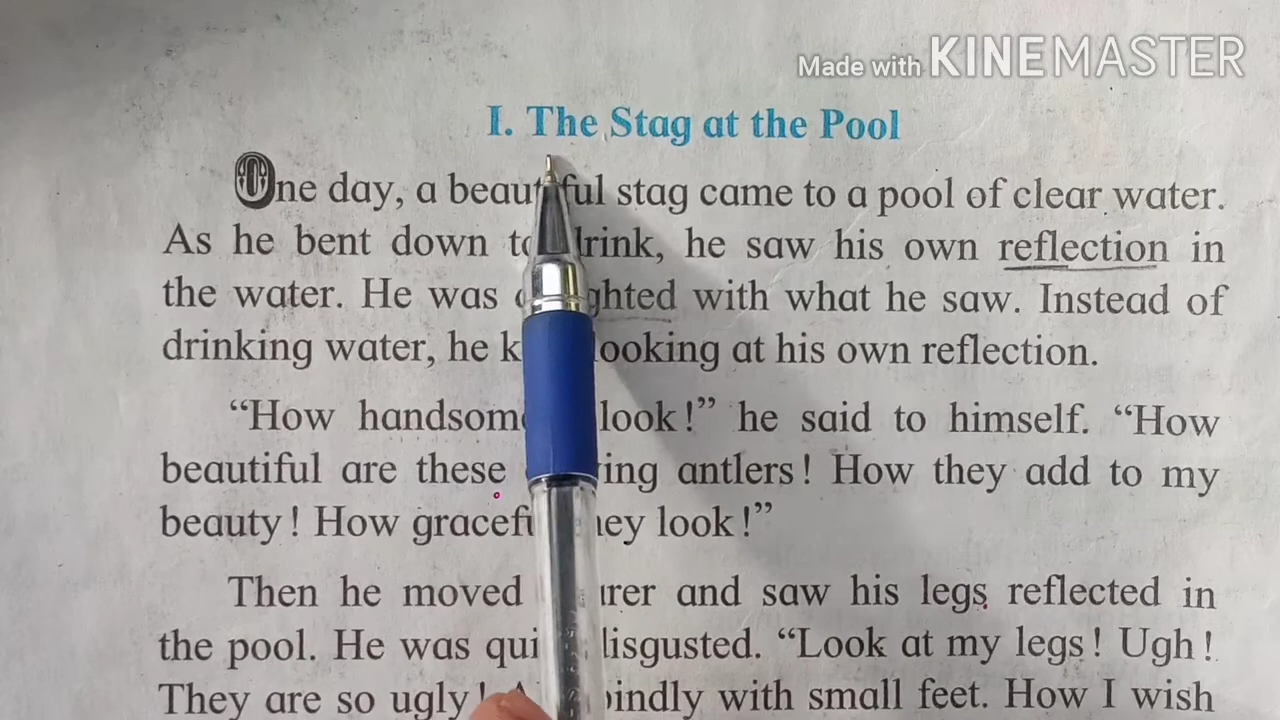 Made with KINEMASTER
I. The Stag at the Pool
One day, a beautiful stag came to a pool of clear water.
As he bent down to drink, he saw his own reflection in
the water. He was delighted with what he saw. Instead of
drinking water, he kept looking at his own reflection.
“How handsome I look!” he said to himself. “How
beautiful are these ing antlers! How they add to my
beauty! How graceful they look!”
Then he moved nearer and saw his legs reflected in
the pool. He was quite disgusted. “Look at my legs! Ugh!
They are so ugly! spindly with small feet. How I wish